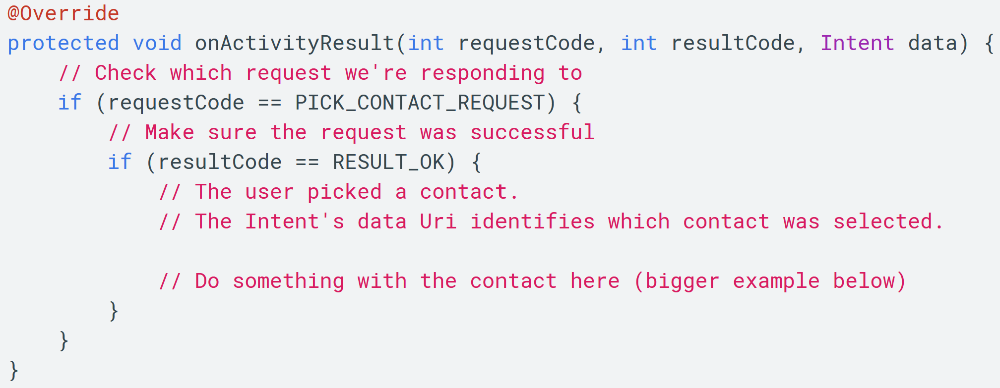 @Override
protected void onActivityResult(int requestCode, int resultCode, Intent data) {
    // Check which request we're responding to
    if (requestCode == PICK_CONTACT_REQUEST) {
        // Make sure the request was successful
        if (resultCode == RESULT_OK) {
            // The user picked a contact.
            // The Intent's data Uri identifies which contact was selected.

            // Do something with the contact here (bigger example below)
        }
    }
}